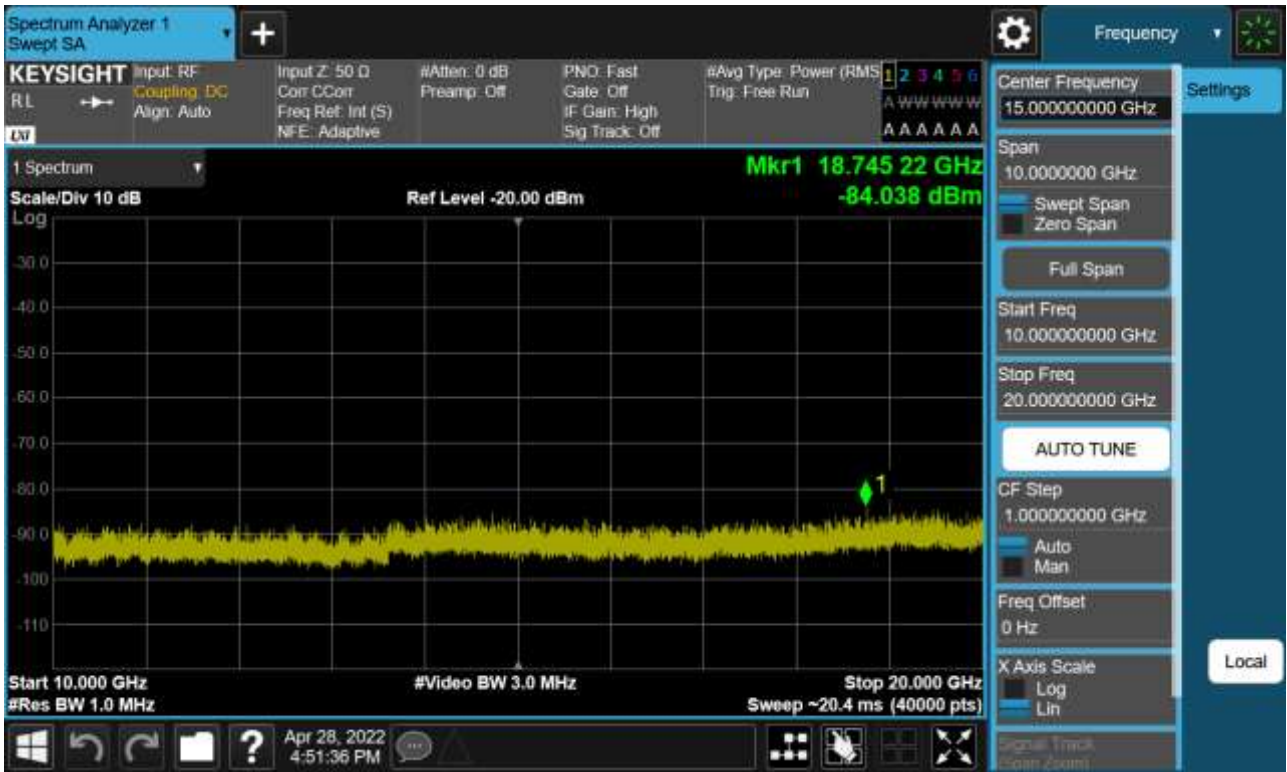 Spectrum Analyzer 1
Swept SA
+
Frequency
KEYSIGHT
RL
LXI
Input: RF
Coupling: DC
Align: Auto
Input Z: 50 Ω
Corr CCorr
Freq Ref: Int (S)
NFE: Adaptive
#Atten: 0 dB
Preamp: Off
PNO: Fast
Gate: Off
IF Gain: High
Sig Track: Off
#Avg Type: Power (RMS
Trig: Free Run
1 2 3 4 5 6
A W W W W W
A A A A A A
1 Spectrum
Scale/Div 10 dB
Log
Ref Level -20.00 dBm
Mkr1 18.745 22 GHz
-84.038 dBm
-30.0
-40.0
-50.0
-60.0
-70.0
-80.0
-90.0
-100
-110
1
Start 10.000 GHz
#Res BW 1.0 MHz
#Video BW 3.0 MHz
Stop 20.000 GHz
Sweep ~20.4 ms (40000 pts)
Center Frequency
15.000000000 GHz
Settings
Span
10.0000000 GHz
Swept Span
Zero Span
Full Span
Start Freq
10.000000000 GHz
Stop Freq
20.000000000 GHz
AUTO TUNE
CF Step
1.000000000 GHz
Auto
Man
Freq Offset
0 Hz
X Axis Scale
Log
Lin
Signal Track
(Span Zoom)
Local
?
Apr 28, 2022
4:51:36 PM